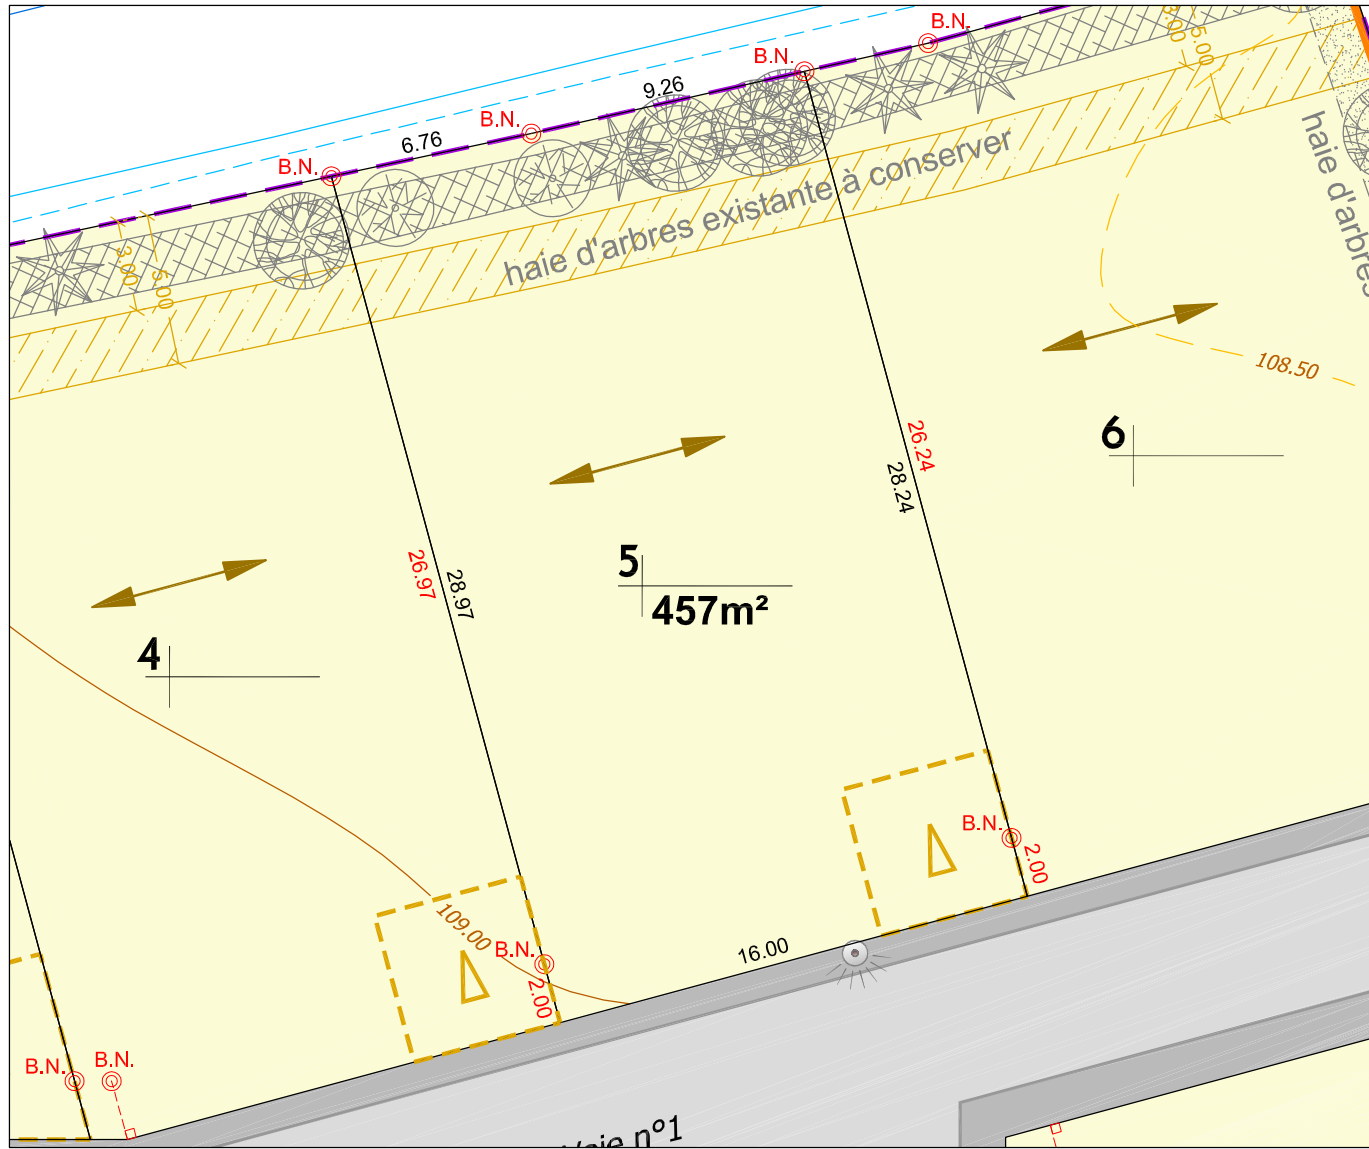 B.N.
3.00
5.00
B.N.
9.26
B.N.
6.76
B.N.
haie d'arbres existante à conserver
haie d'arbres
3.00
5.00
108.50
6
26.24
28.24
5
457m²
26.97
28.97
4
B.N.
2.00
109.00
B.N.
2.00
16.00
B.N.
B.N.
Voie n°1